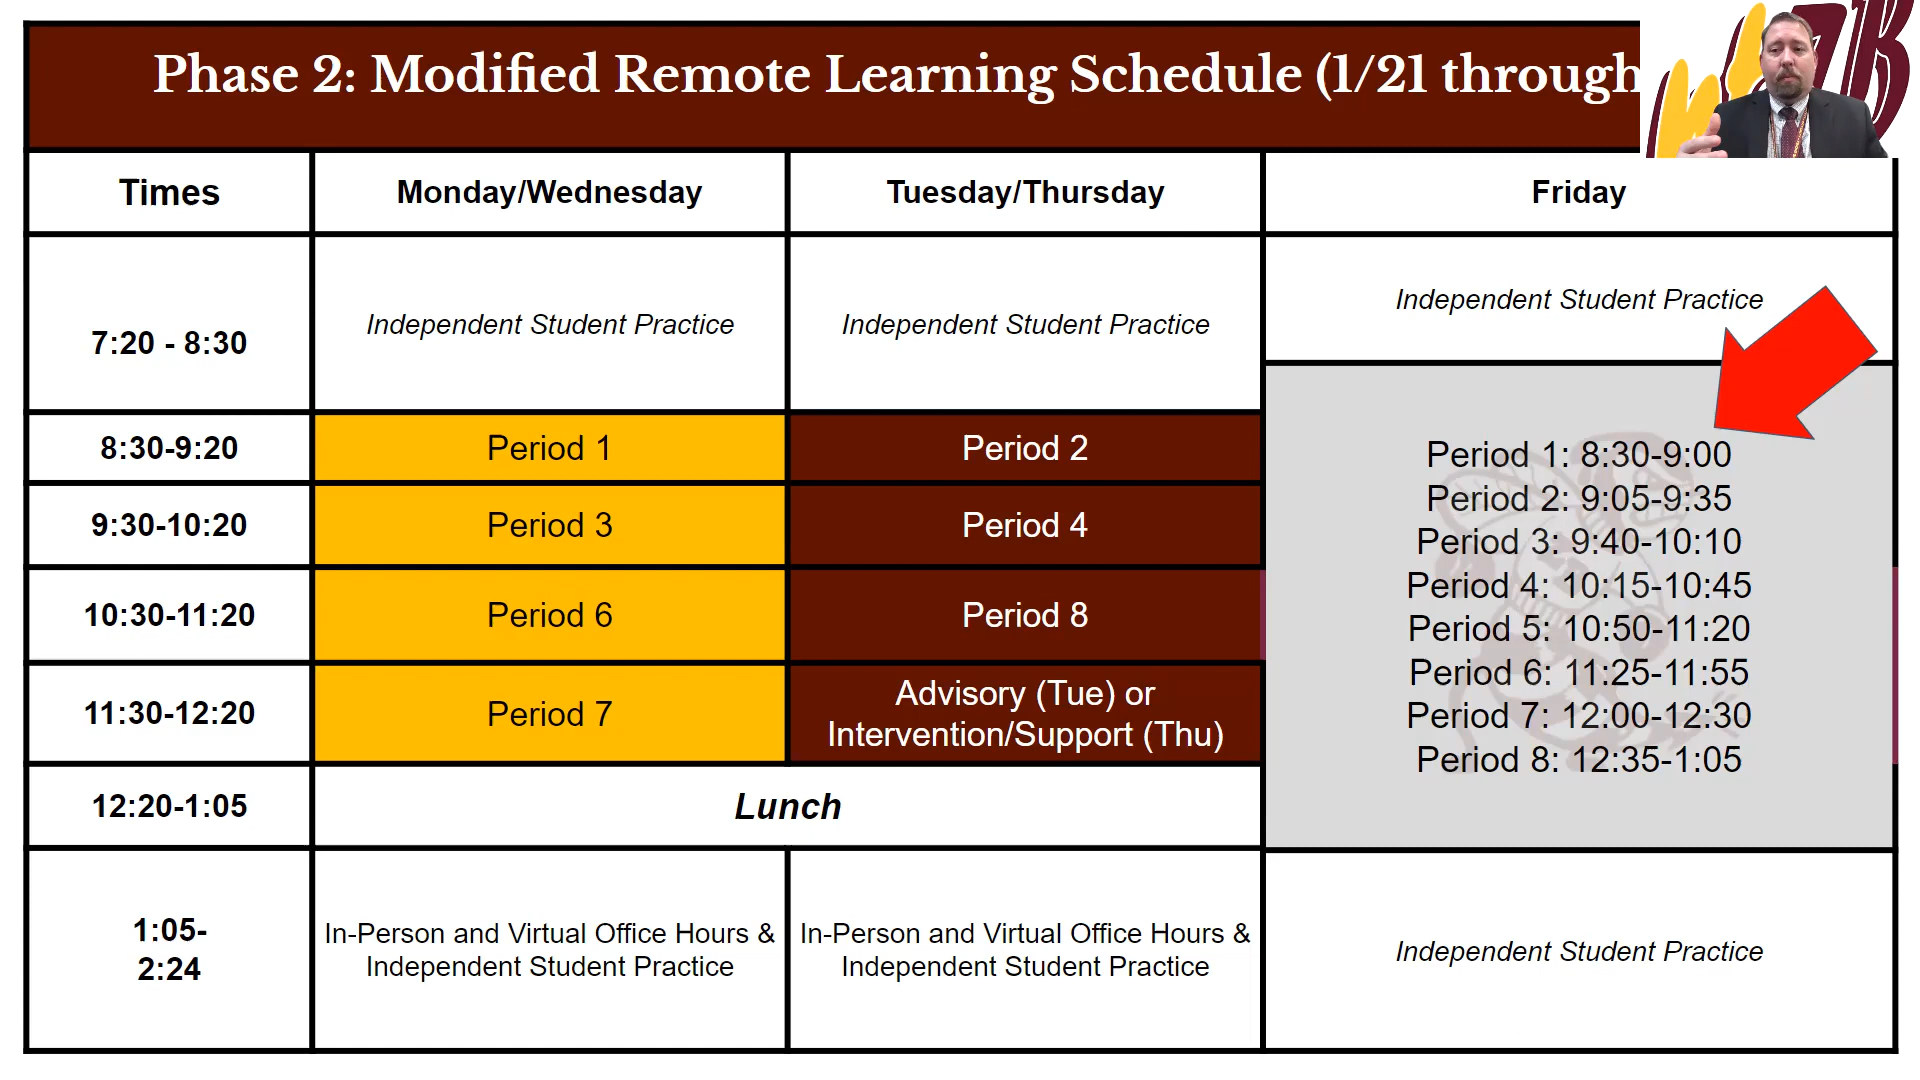 Phase 2: Modified Remote Learning Schedule (1/21 through
Times
Monday/Wednesday
Tuesday/Thursday
Friday
7:20 - 8:30
Independent Student Practice
Independent Student Practice
Independent Student Practice
8:30-9:20
Period 1
Period 2
9:30-10:20
Period 3
Period 4
10:30-11:20
Period 6
Period 8
11:30-12:20
Period 7
Advisory (Tue) or
Intervention/Support (Thu)
Period 1: 8:30-9:00
Period 2: 9:05-9:35
Period 3: 9:40-10:10
Period 4: 10:15-10:45
Period 5: 10:50-11:20
Period 6: 11:25-11:55
Period 7: 12:00-12:30
Period 8: 12:35-1:05
12:20-1:05
Lunch
1:05-
2:24
In-Person and Virtual Office Hours &
Independent Student Practice
In-Person and Virtual Office Hours &
Independent Student Practice
Independent Student Practice